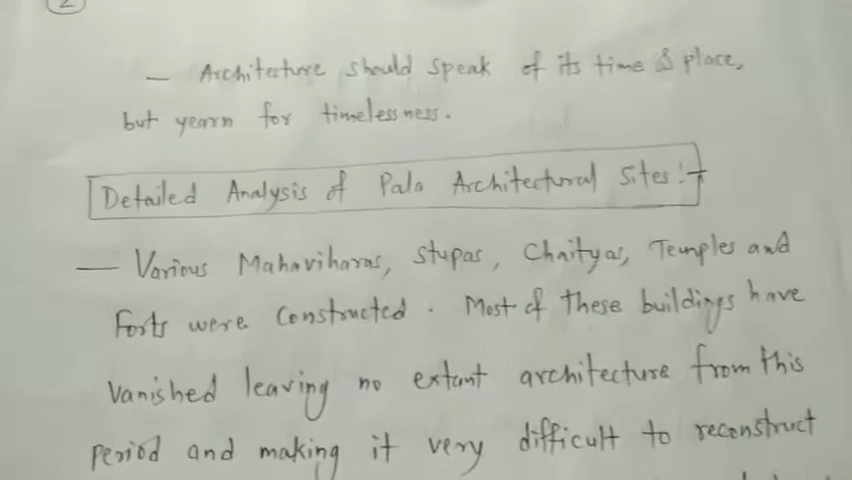 2
— Architecture should speak of its time & place,
but yearn for timelessness.
Detailed Analysis of Pala Architectural Sites:-
— Various Mahaviharas, Stupas, Chaityas, Temples and
Forts were constructed. Most of these buildings have
vanished leaving no extant architecture from this
period and making it very difficult to reconstruct